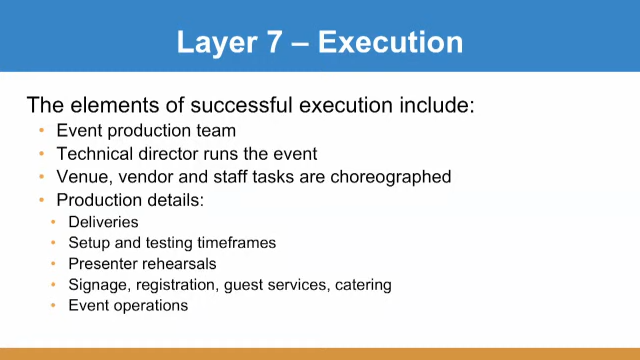 Layer 7 – Execution
The elements of successful execution include:
• Event production team
• Technical director runs the event
• Venue, vendor and staff tasks are choreographed
• Production details:
• Deliveries
• Setup and testing timeframes
• Presenter rehearsals
• Signage, registration, guest services, catering
• Event operations